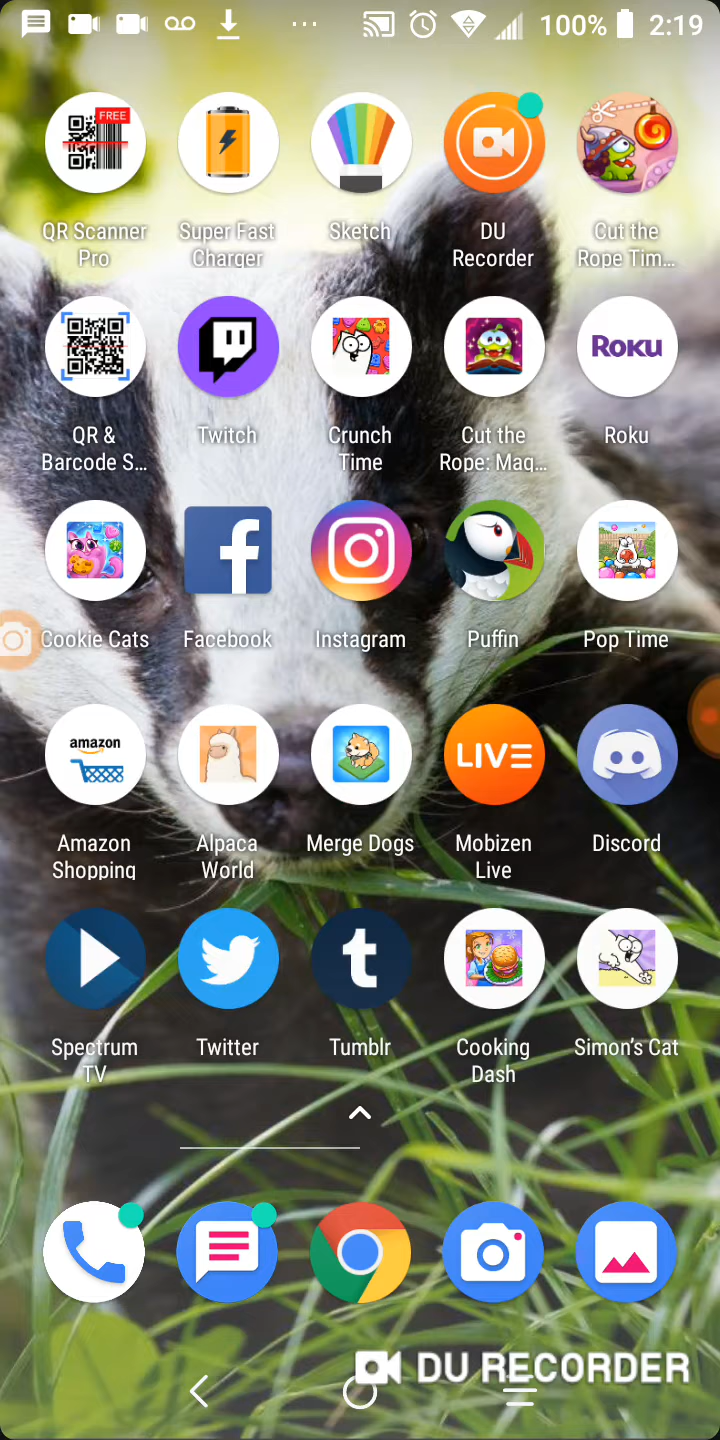 100% 2:19
FREE
QR Scanner Pro
Super Fast Charger
Sketch
DU Recorder
Cut the Rope Tim...
Roku
QR & Barcode S...
Twitch
Crunch Time
Cut the Rope: Mag...
Roku
Cookie Cats
Facebook
Instagram
Puffin
Pop Time
amazon
LIVE
Amazon Shopping
Alpaca World
Merge Dogs
Mobizen Live
Discord
Spectrum TV
Twitter
Tumblr
Cooking Dash
Simon's Cat
DU RECORDER